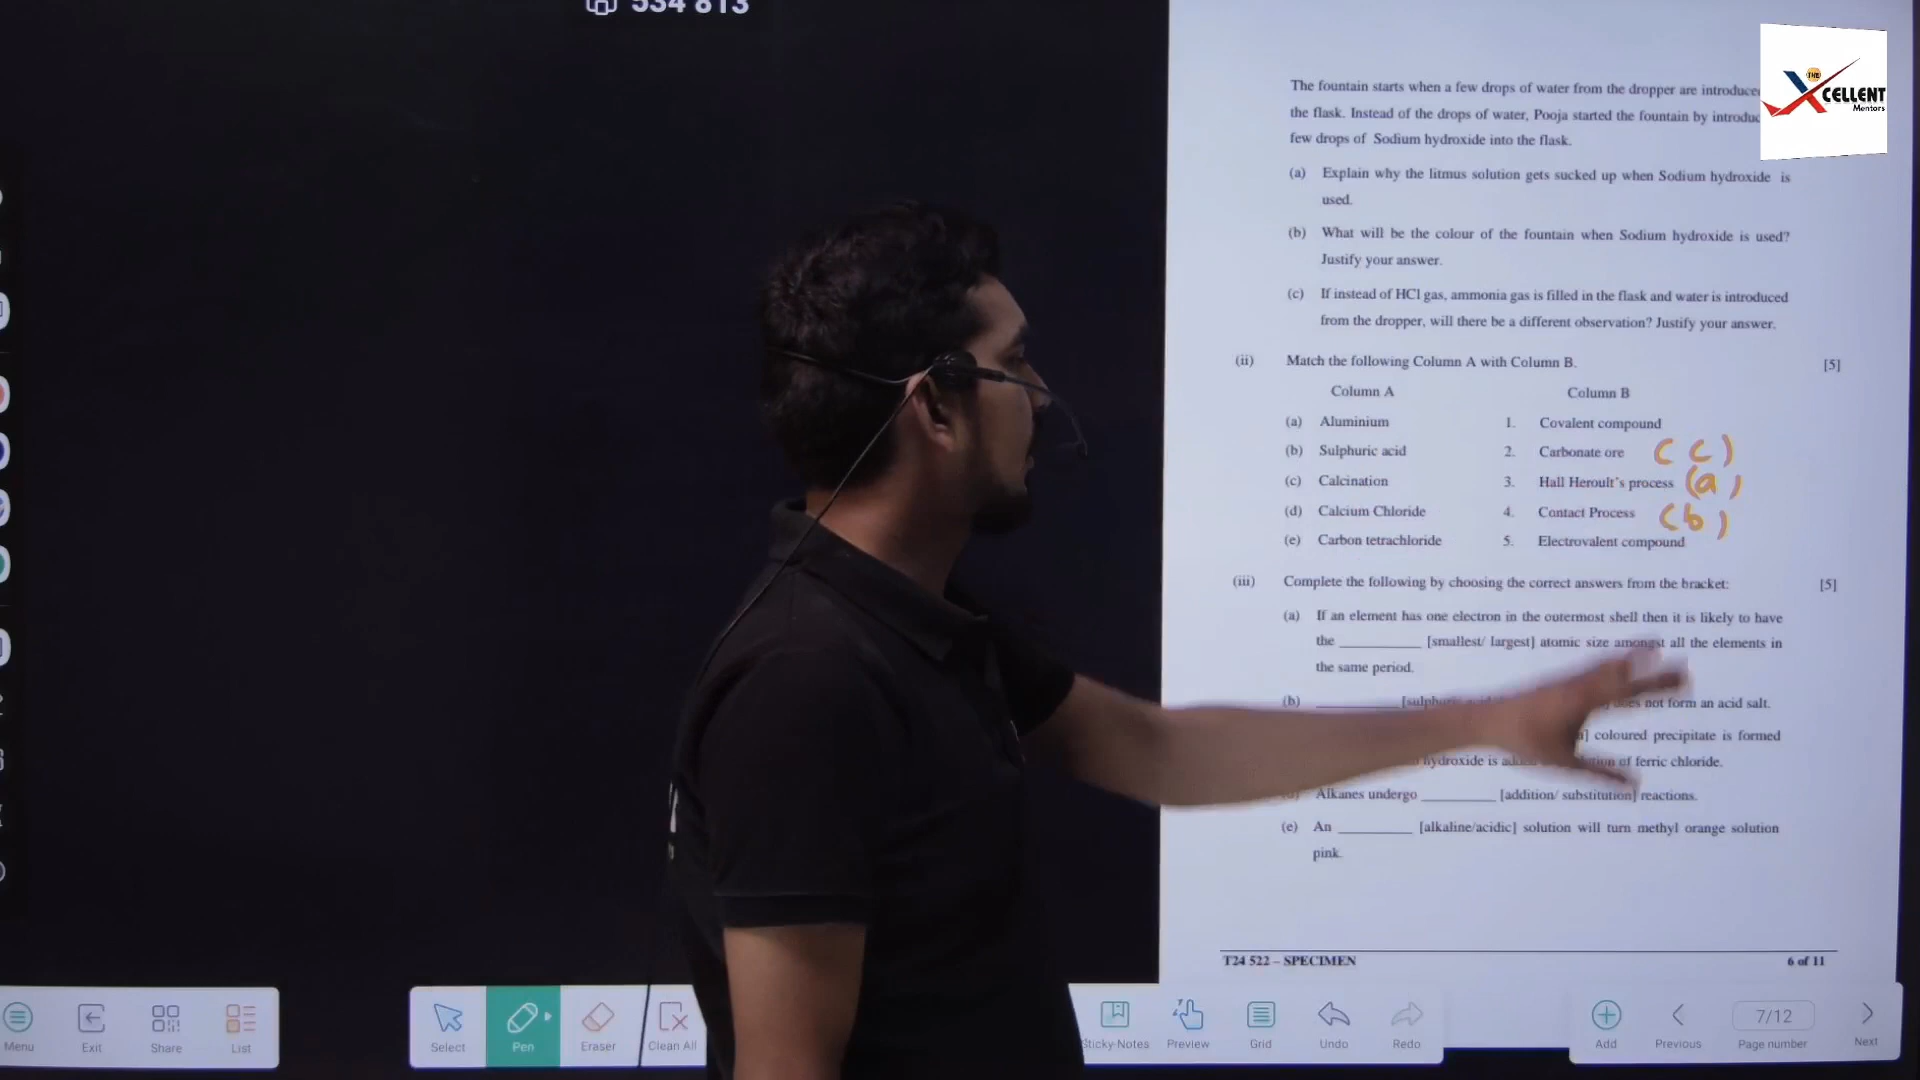 534 813
THE
XCELLENT
Mentors
The fountain starts when a few drops of water from the dropper are
the flask. Instead of the drops of water, Pooja started the fountain by
few drops of Sodium hydroxide into the flask.
(a) Explain why the litmus solution gets sucked up when Sodium hydroxide is
used.
(b) What will be the colour of the fountain when Sodium hydroxide is used?
Justify your answer.
(c) If instead of HCl gas, ammonia gas is filled in the flask and water is introduced
from the dropper, will there be a different observation? Justify your answer.
(ii) Match the following Column A with Column B. [5]
Column A Column B
(a) Aluminium 1. Covalent compound
(b) Sulphuric acid 2. Carbonate ore (c)
(c) Calcination 3. Hall Heroult's process (a)
(d) Calcium Chloride 4. Contact Process (b)
(e) Carbon tetrachloride 5. Electrovalent compound
(iii) Complete the following by choosing the correct answers from the bracket: [5]
(a) If an element has one electron in the outermost shell then it is likely to have
the __________ [smallest/ largest] atomic size amongst all the elements in
the same period.
(b) __________ does not form an acid salt.
coloured precipitate is formed
hydroxide is of ferric chloride.
Alkanes undergo _________ [addition/ substitution] reactions.
(e) An _________ [alkaline/acidic] solution will turn methyl orange solution
pink.
T24 522 – SPECIMEN 6 of 11
Menu Exit Share List Select Pen Eraser Clean All Sticky Notes Preview Grid Undo Redo Add Previous 7/12 Page number Next